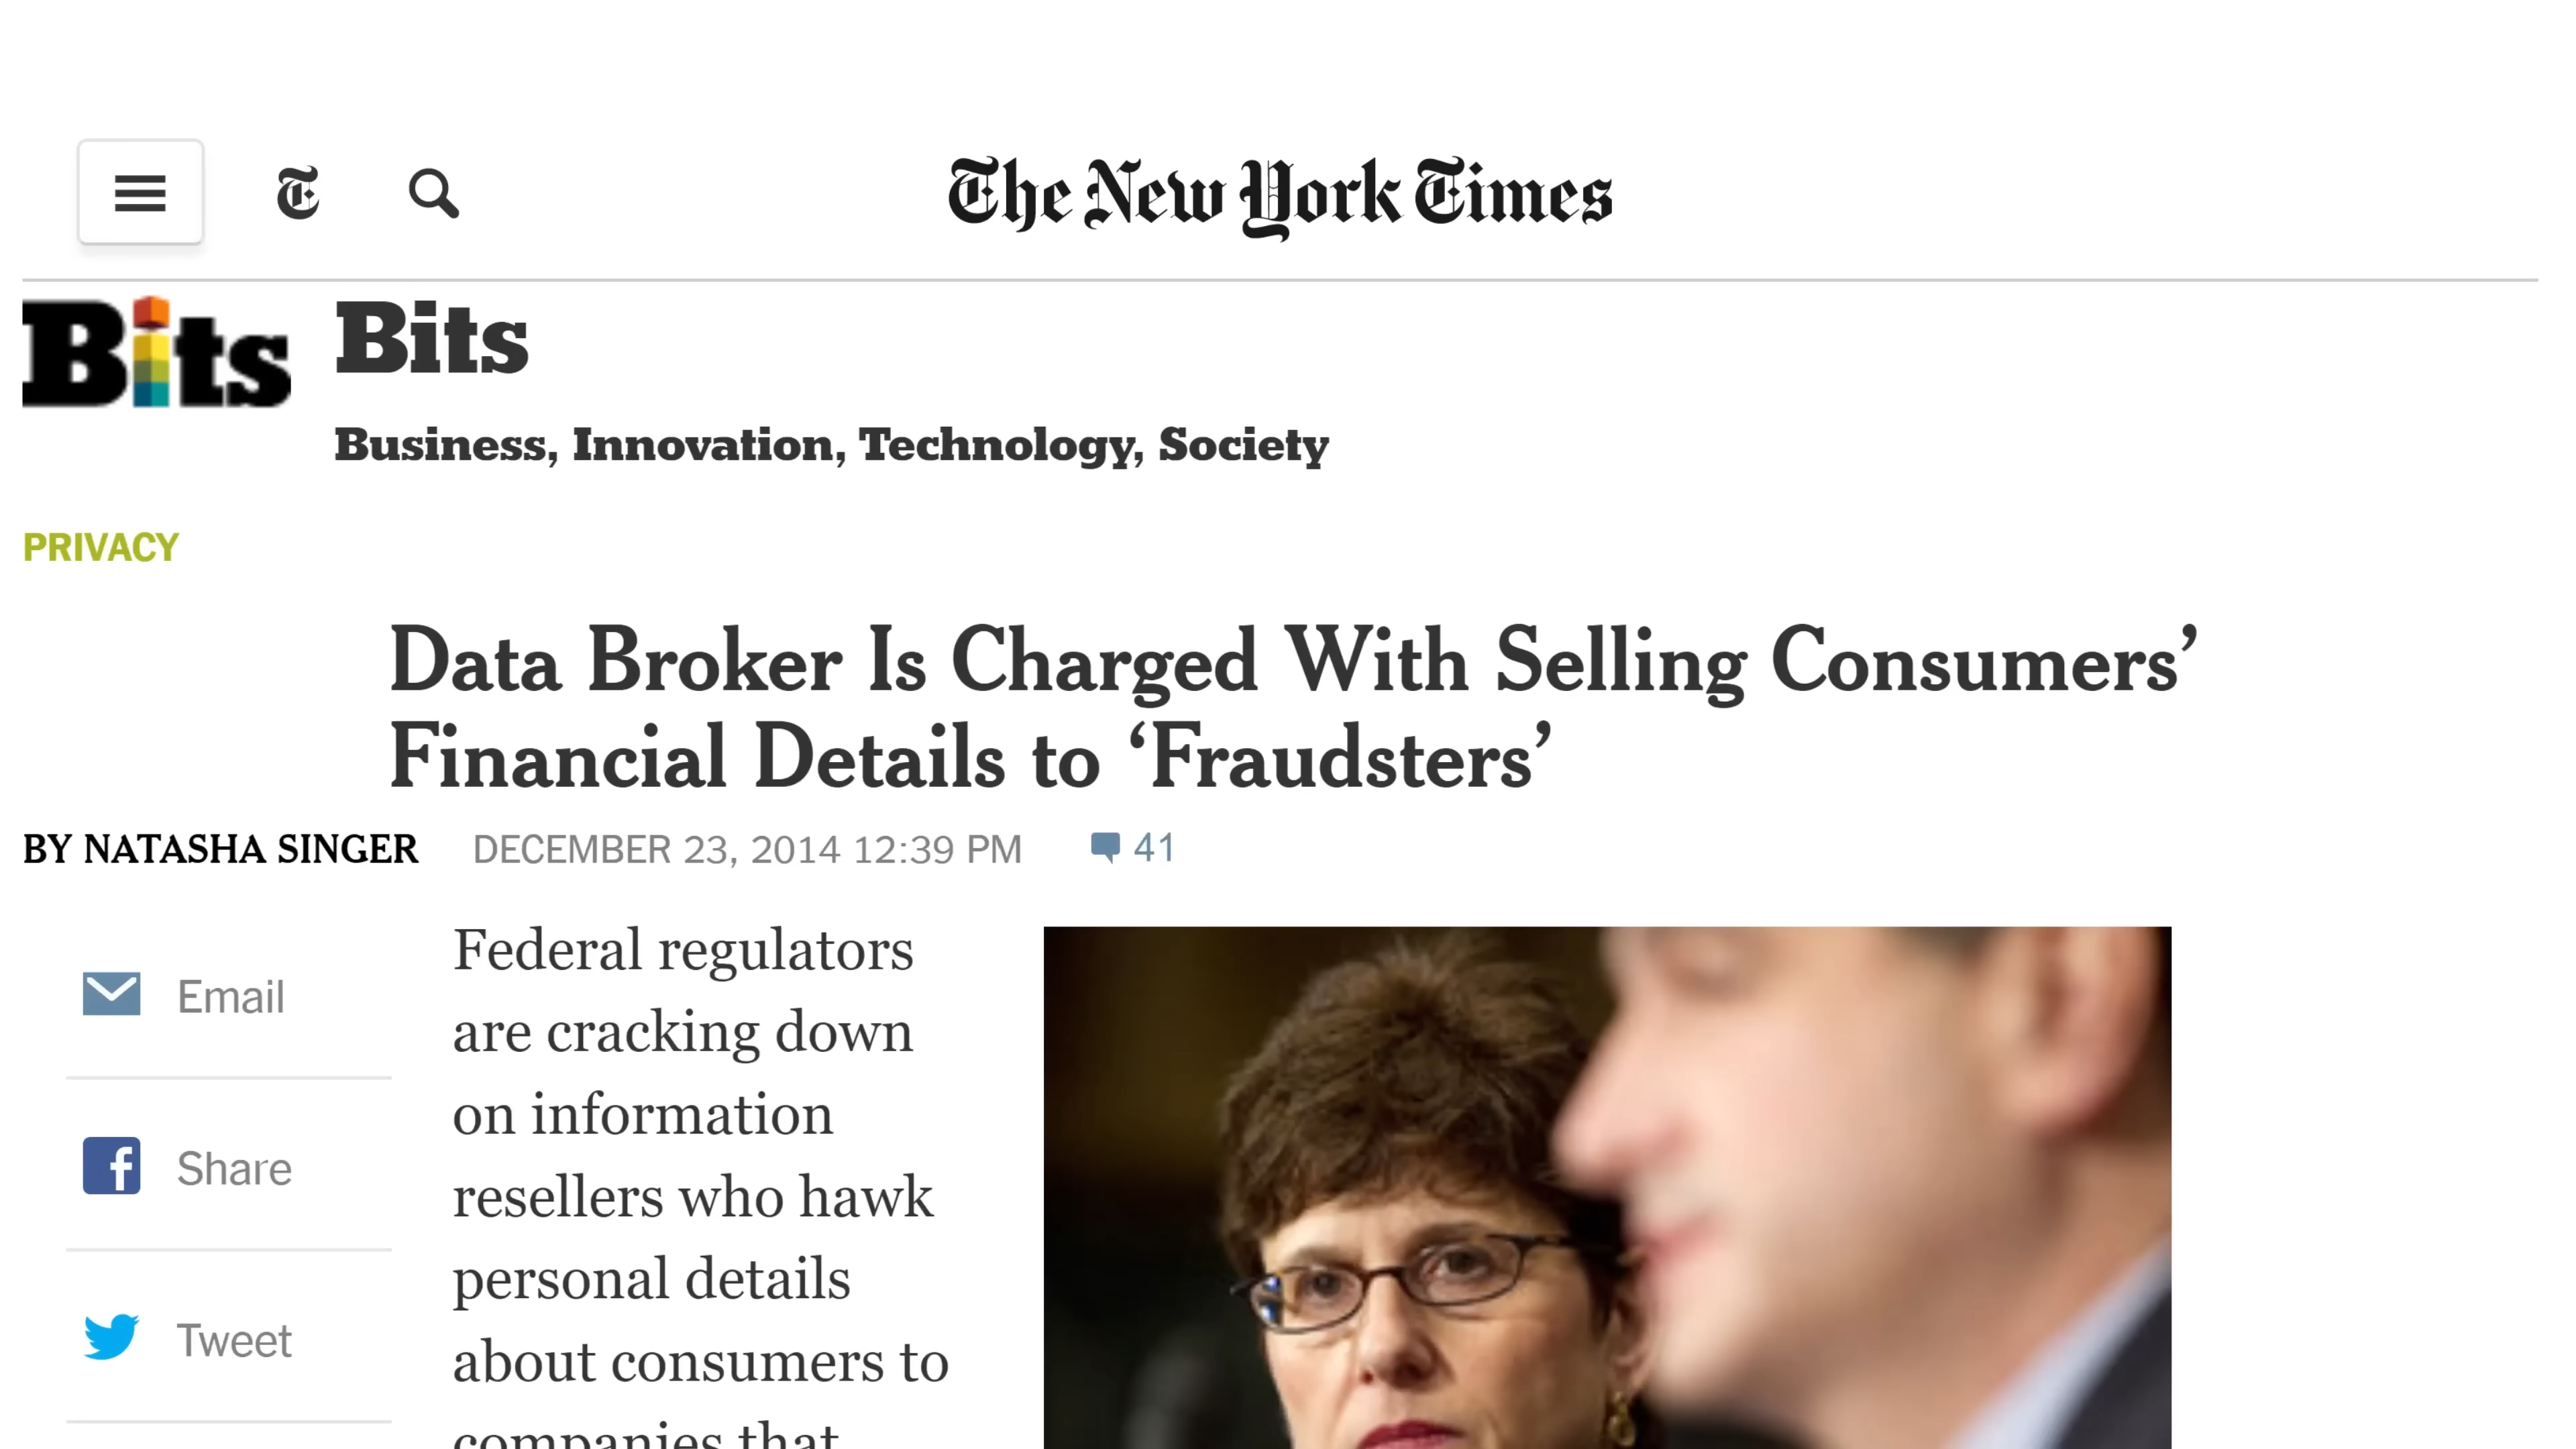 T
The New York Times
Bits
Bits
Business, Innovation, Technology, Society
PRIVACY
Data Broker Is Charged With Selling Consumers’
Financial Details to ‘Fraudsters’
BY NATASHA SINGER DECEMBER 23, 2014 12:39 PM 41
Email
Share
Tweet
Federal regulators
are cracking down
on information
resellers who hawk
personal details
about consumers to
companies that